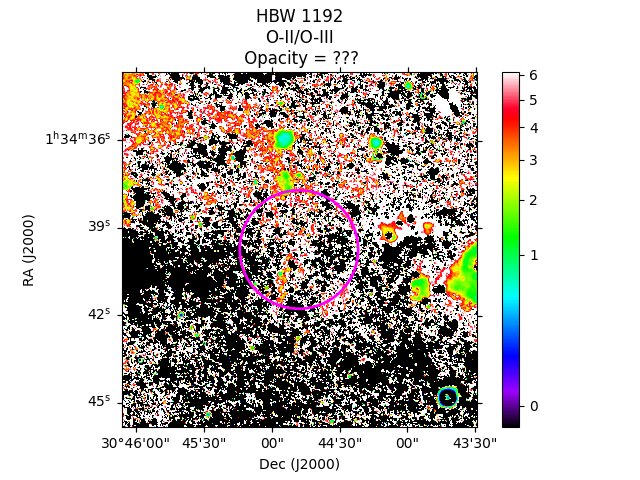 HBW 1192
O-II/O-III
Opacity = ???
1ʰ34ᵐ36ˢ
39ˢ
42ˢ
45ˢ
RA (J2000)
30°46'00" 45'30" 00" 44'30" 00" 43'30"
Dec (J2000)
6
5
4
3
2
1
0